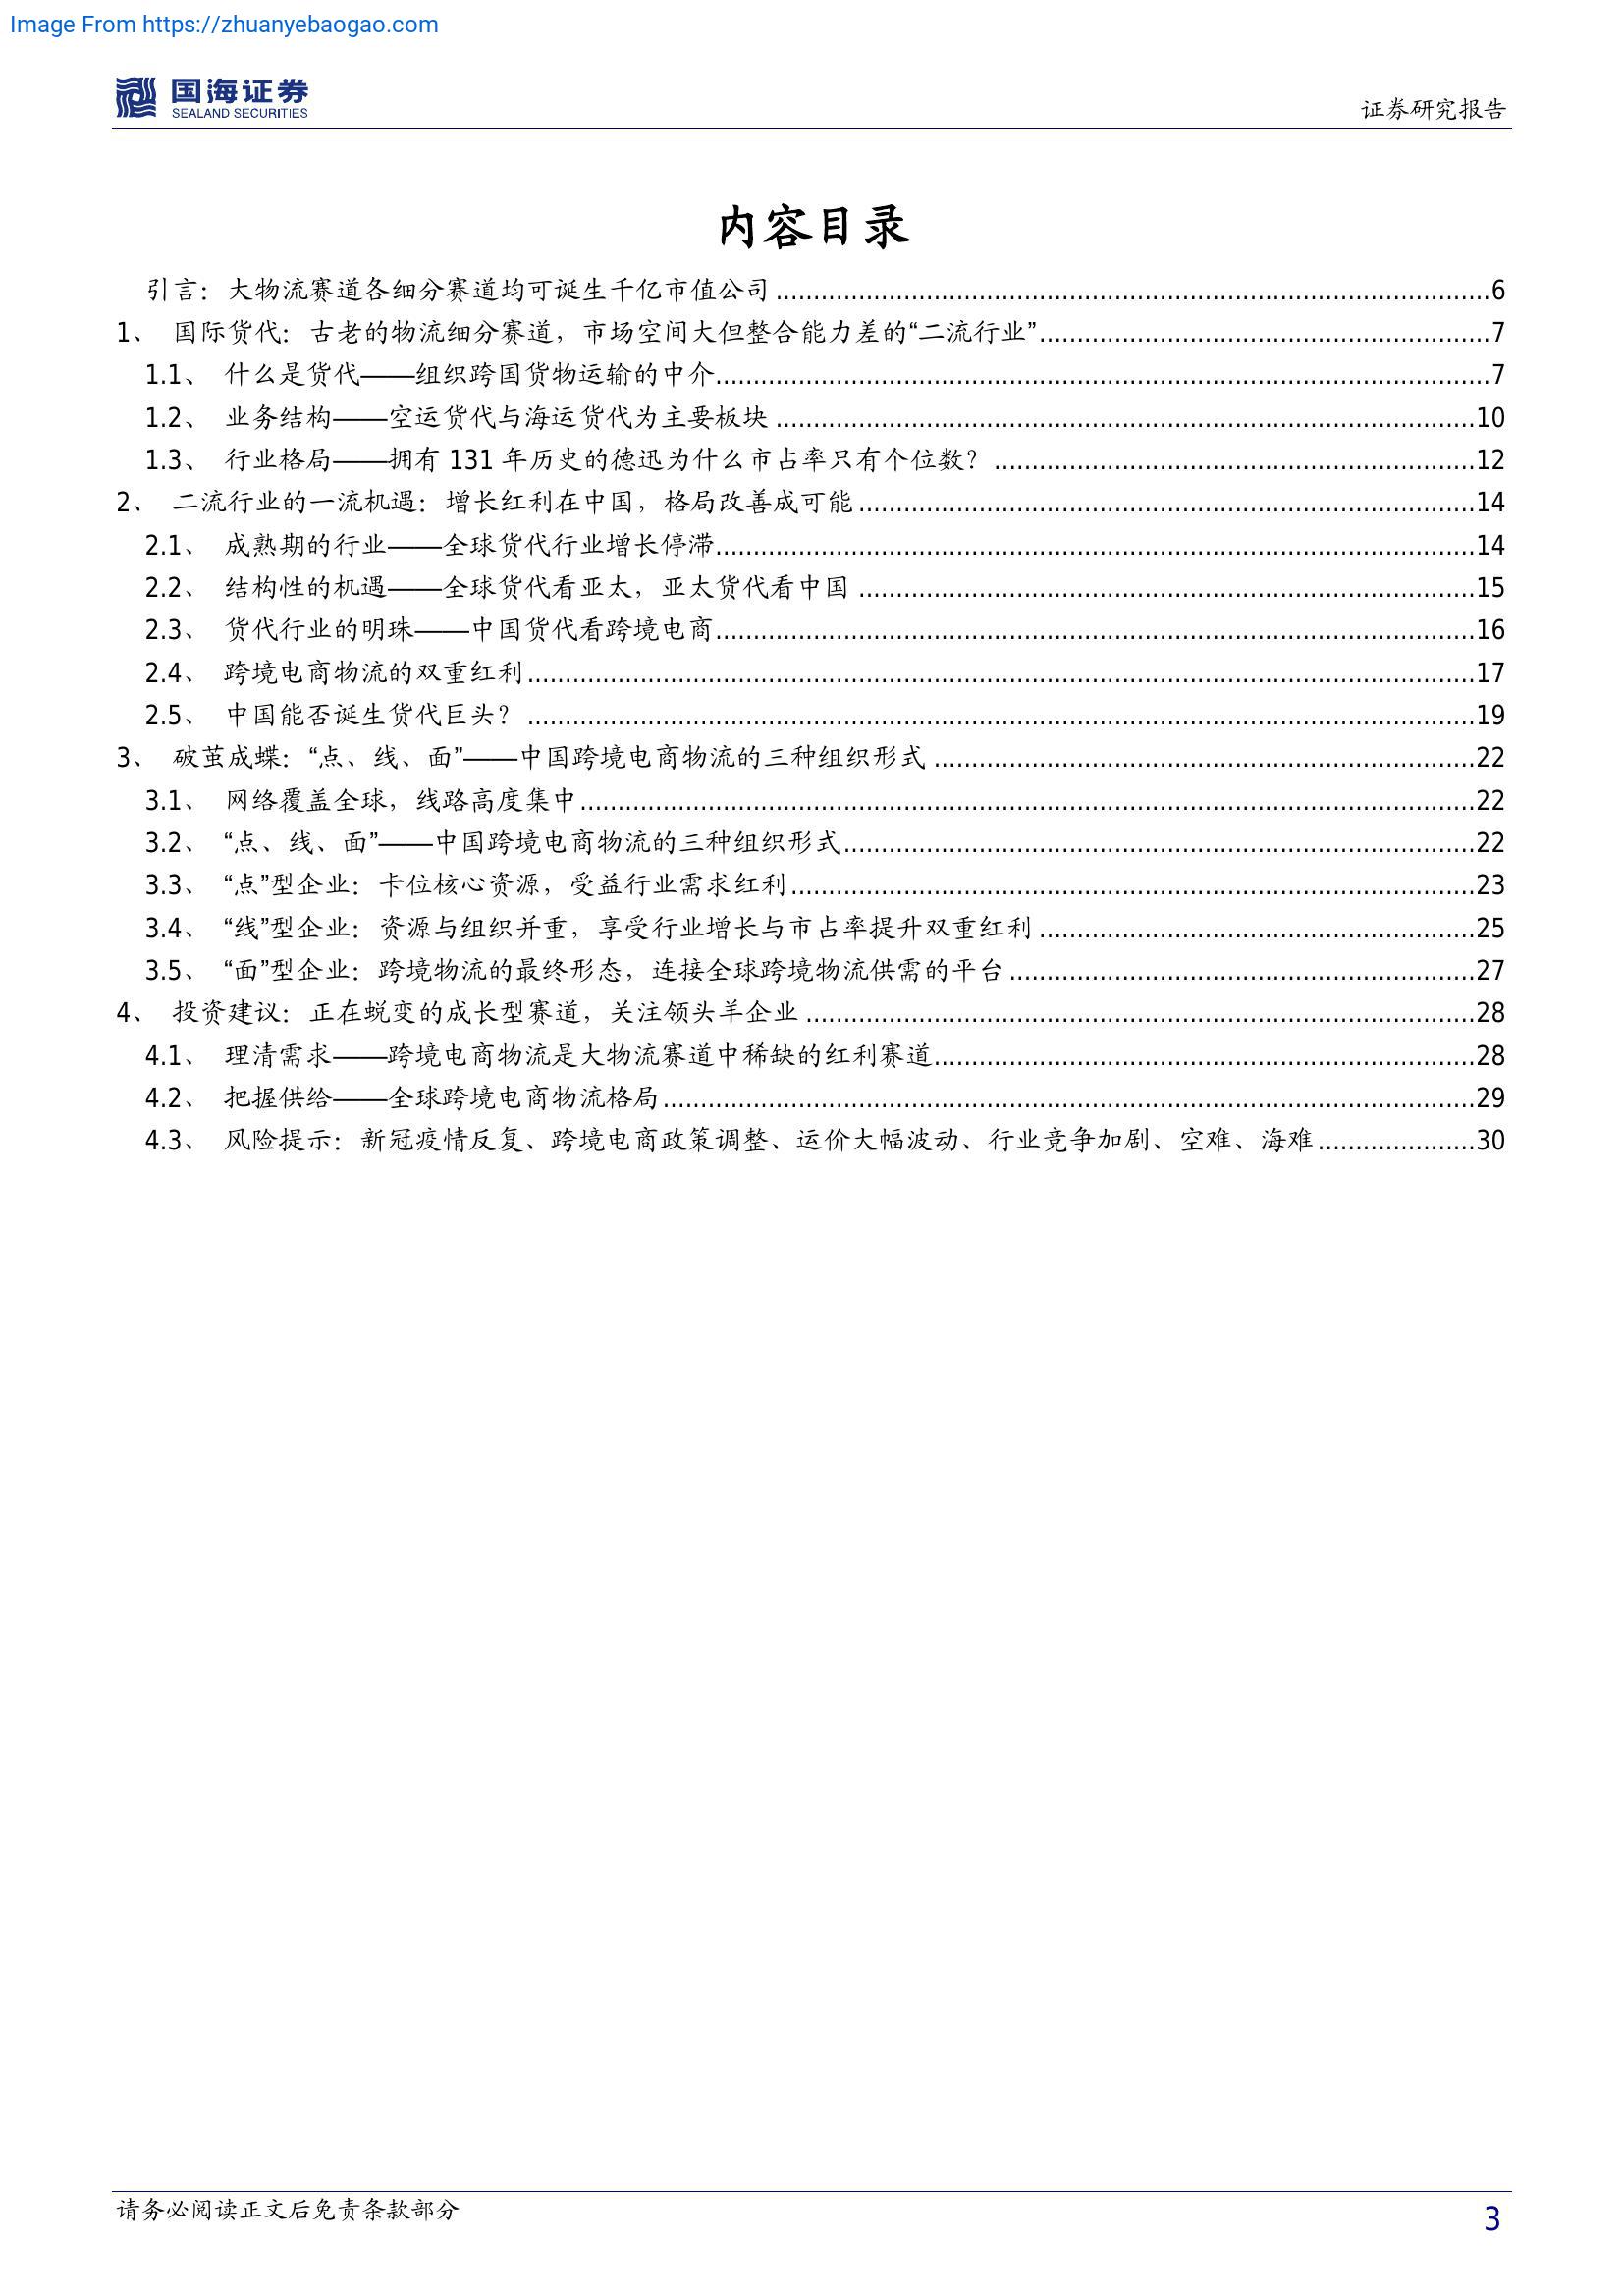 Image From https://zhuanyebaogao.com
国海证券
SEALAND SECURITIES
证券研究报告
内容目录
引言：大物流赛道各细分赛道均可诞生千亿市值公司 ........ 6
1、 国际货代：古老的物流细分赛道，市场空间大但整合能力差的“二流行业” ........ 7
1.1、 什么是货代——组织跨国货物运输的中介 ........ 7
1.2、 业务结构——空运货代与海运货代为主要板块 ........ 10
1.3、 行业格局——拥有 131 年历史的德迅为什么市占率只有个位数？ ........ 12
2、 二流行业的一流机遇：增长红利在中国，格局改善成可能 ........ 14
2.1、 成熟期的行业——全球货代行业增长停滞 ........ 14
2.2、 结构性的机遇——全球货代看亚太，亚太货代看中国 ........ 15
2.3、 货代行业的明珠——中国货代看跨境电商 ........ 16
2.4、 跨境电商物流的双重红利 ........ 17
2.5、 中国能否诞生货代巨头？ ........ 19
3、 破茧成蝶：“点、线、面”——中国跨境电商物流的三种组织形式 ........ 22
3.1、 网络覆盖全球，线路高度集中 ........ 22
3.2、 “点、线、面”——中国跨境电商物流的三种组织形式 ........ 22
3.3、 “点”型企业：卡位核心资源，受益行业需求红利 ........ 23
3.4、 “线”型企业：资源与组织并重，享受行业增长与市占率提升双重红利 ........ 25
3.5、 “面”型企业：跨境物流的最终形态，连接全球跨境物流供需的平台 ........ 27
4、 投资建议：正在蜕变的成长型赛道，关注领头羊企业 ........ 28
4.1、 理清需求——跨境电商物流是大物流赛道中稀缺的红利赛道 ........ 28
4.2、 把握供给——全球跨境电商物流格局 ........ 29
4.3、 风险提示：新冠疫情反复、跨境电商政策调整、运价大幅波动、行业竞争加剧、空难、海难 ........ 30
请务必阅读正文后免责条款部分
3